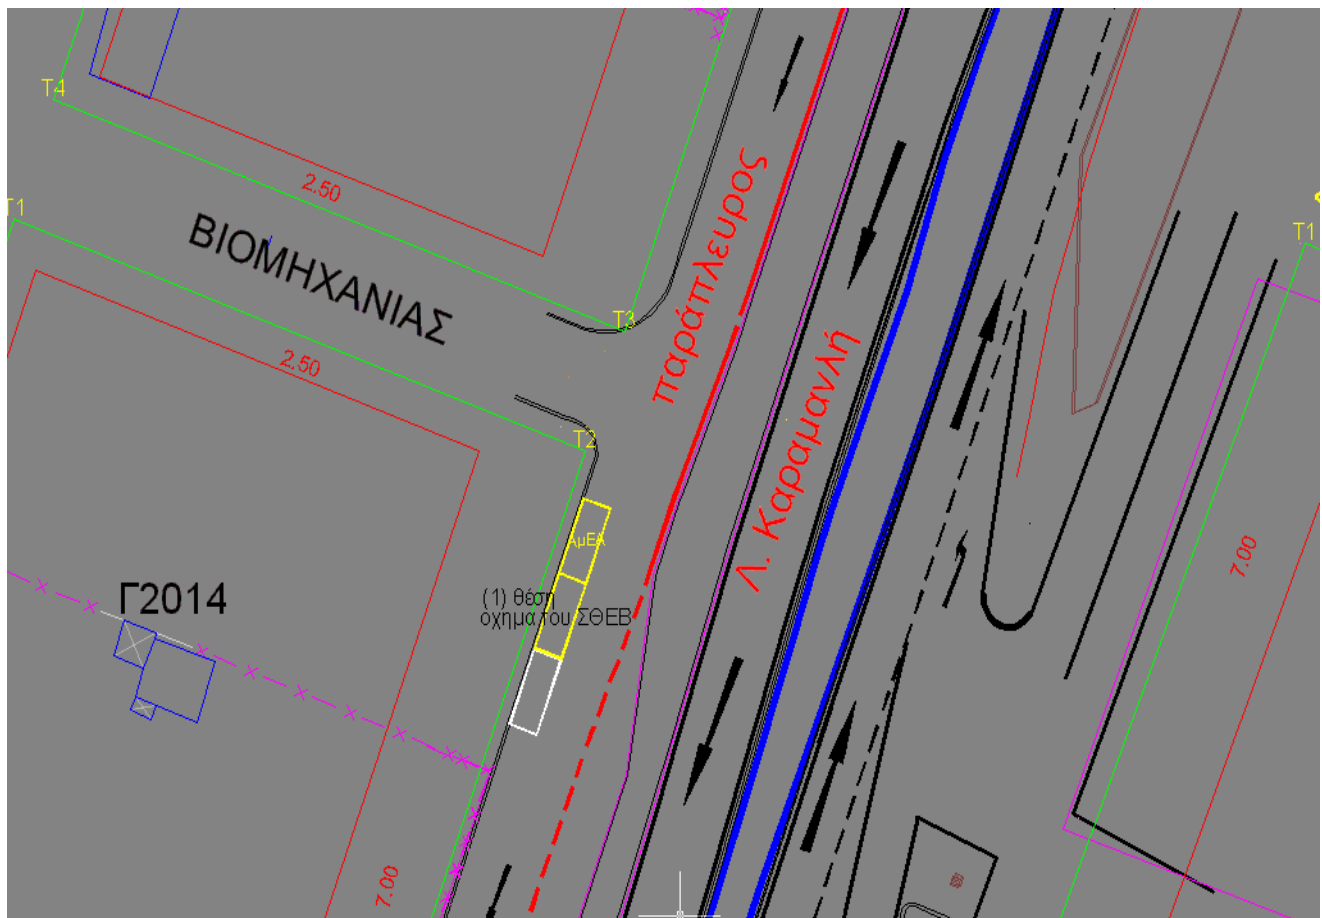 T4
2.50
T1
ΒΙΟΜΗΧΑΝΙΑΣ
T3
παράπλευρος
T1
2.50
Λ. Καραμανλή
T2
ΑμΕΑ
7.00
(1) θέση
όχημα του ΣΘΕΒ
Γ2014
7.00